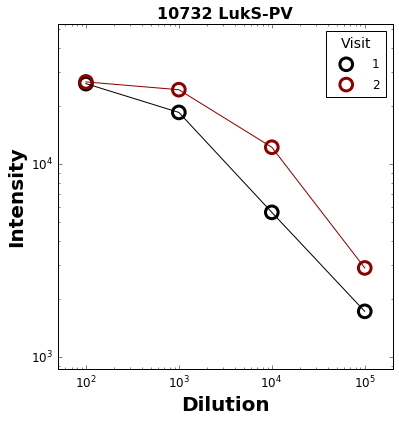 10732 LukS-PV
Visit
1
2
Intensity
10⁴
10³
10² 10³ 10⁴ 10⁵
Dilution